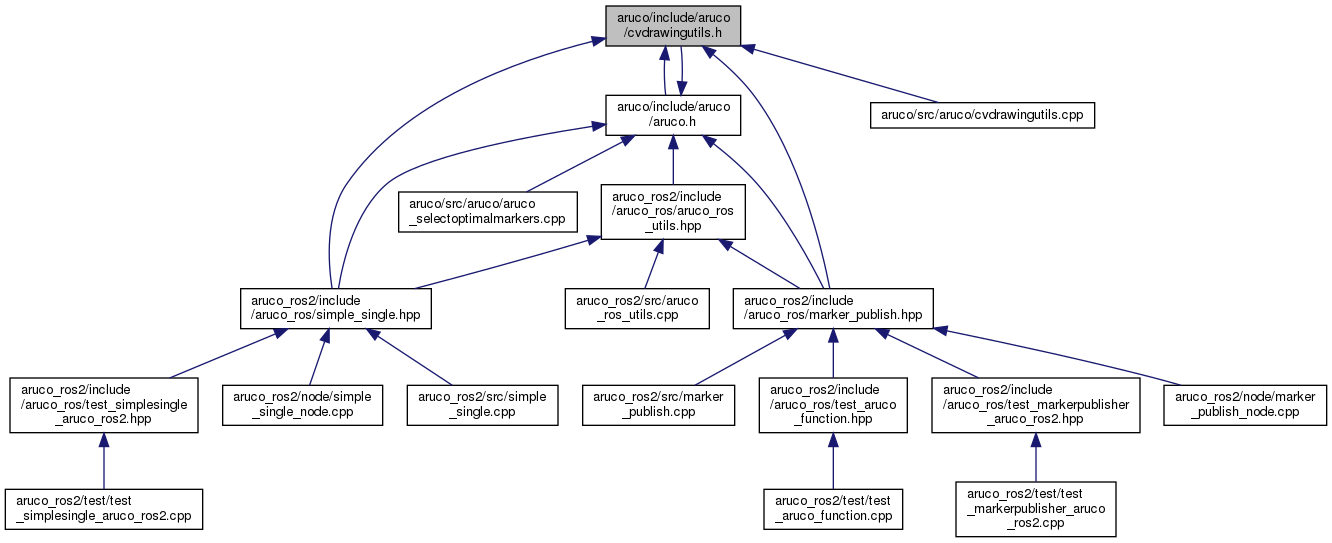 aruco/include/aruco
/cvdrawingutils.h
aruco/include/aruco
/aruco.h
aruco/src/aruco/cvdrawingutils.cpp
aruco/src/aruco/aruco
_selectoptimalmarkers.cpp
aruco_ros2/include
/aruco_ros/aruco_ros
_utils.hpp
aruco_ros2/include
/aruco_ros/simple_single.hpp
aruco_ros2/src/aruco
_ros_utils.cpp
aruco_ros2/include
/aruco_ros/marker_publish.hpp
aruco_ros2/include
/aruco_ros/test_simplesingle
_aruco_ros2.hpp
aruco_ros2/node/simple
_single_node.cpp
aruco_ros2/src/simple
_single.cpp
aruco_ros2/src/marker
_publish.cpp
aruco_ros2/include
/aruco_ros/test_aruco
_function.hpp
aruco_ros2/include
/aruco_ros/test_markerpublisher
_aruco_ros2.hpp
aruco_ros2/node/marker
_publish_node.cpp
aruco_ros2/test/test
_simplesingle_aruco_ros2.cpp
aruco_ros2/test/test
_aruco_function.cpp
aruco_ros2/test/test
_markerpublisher_aruco
_ros2.cpp